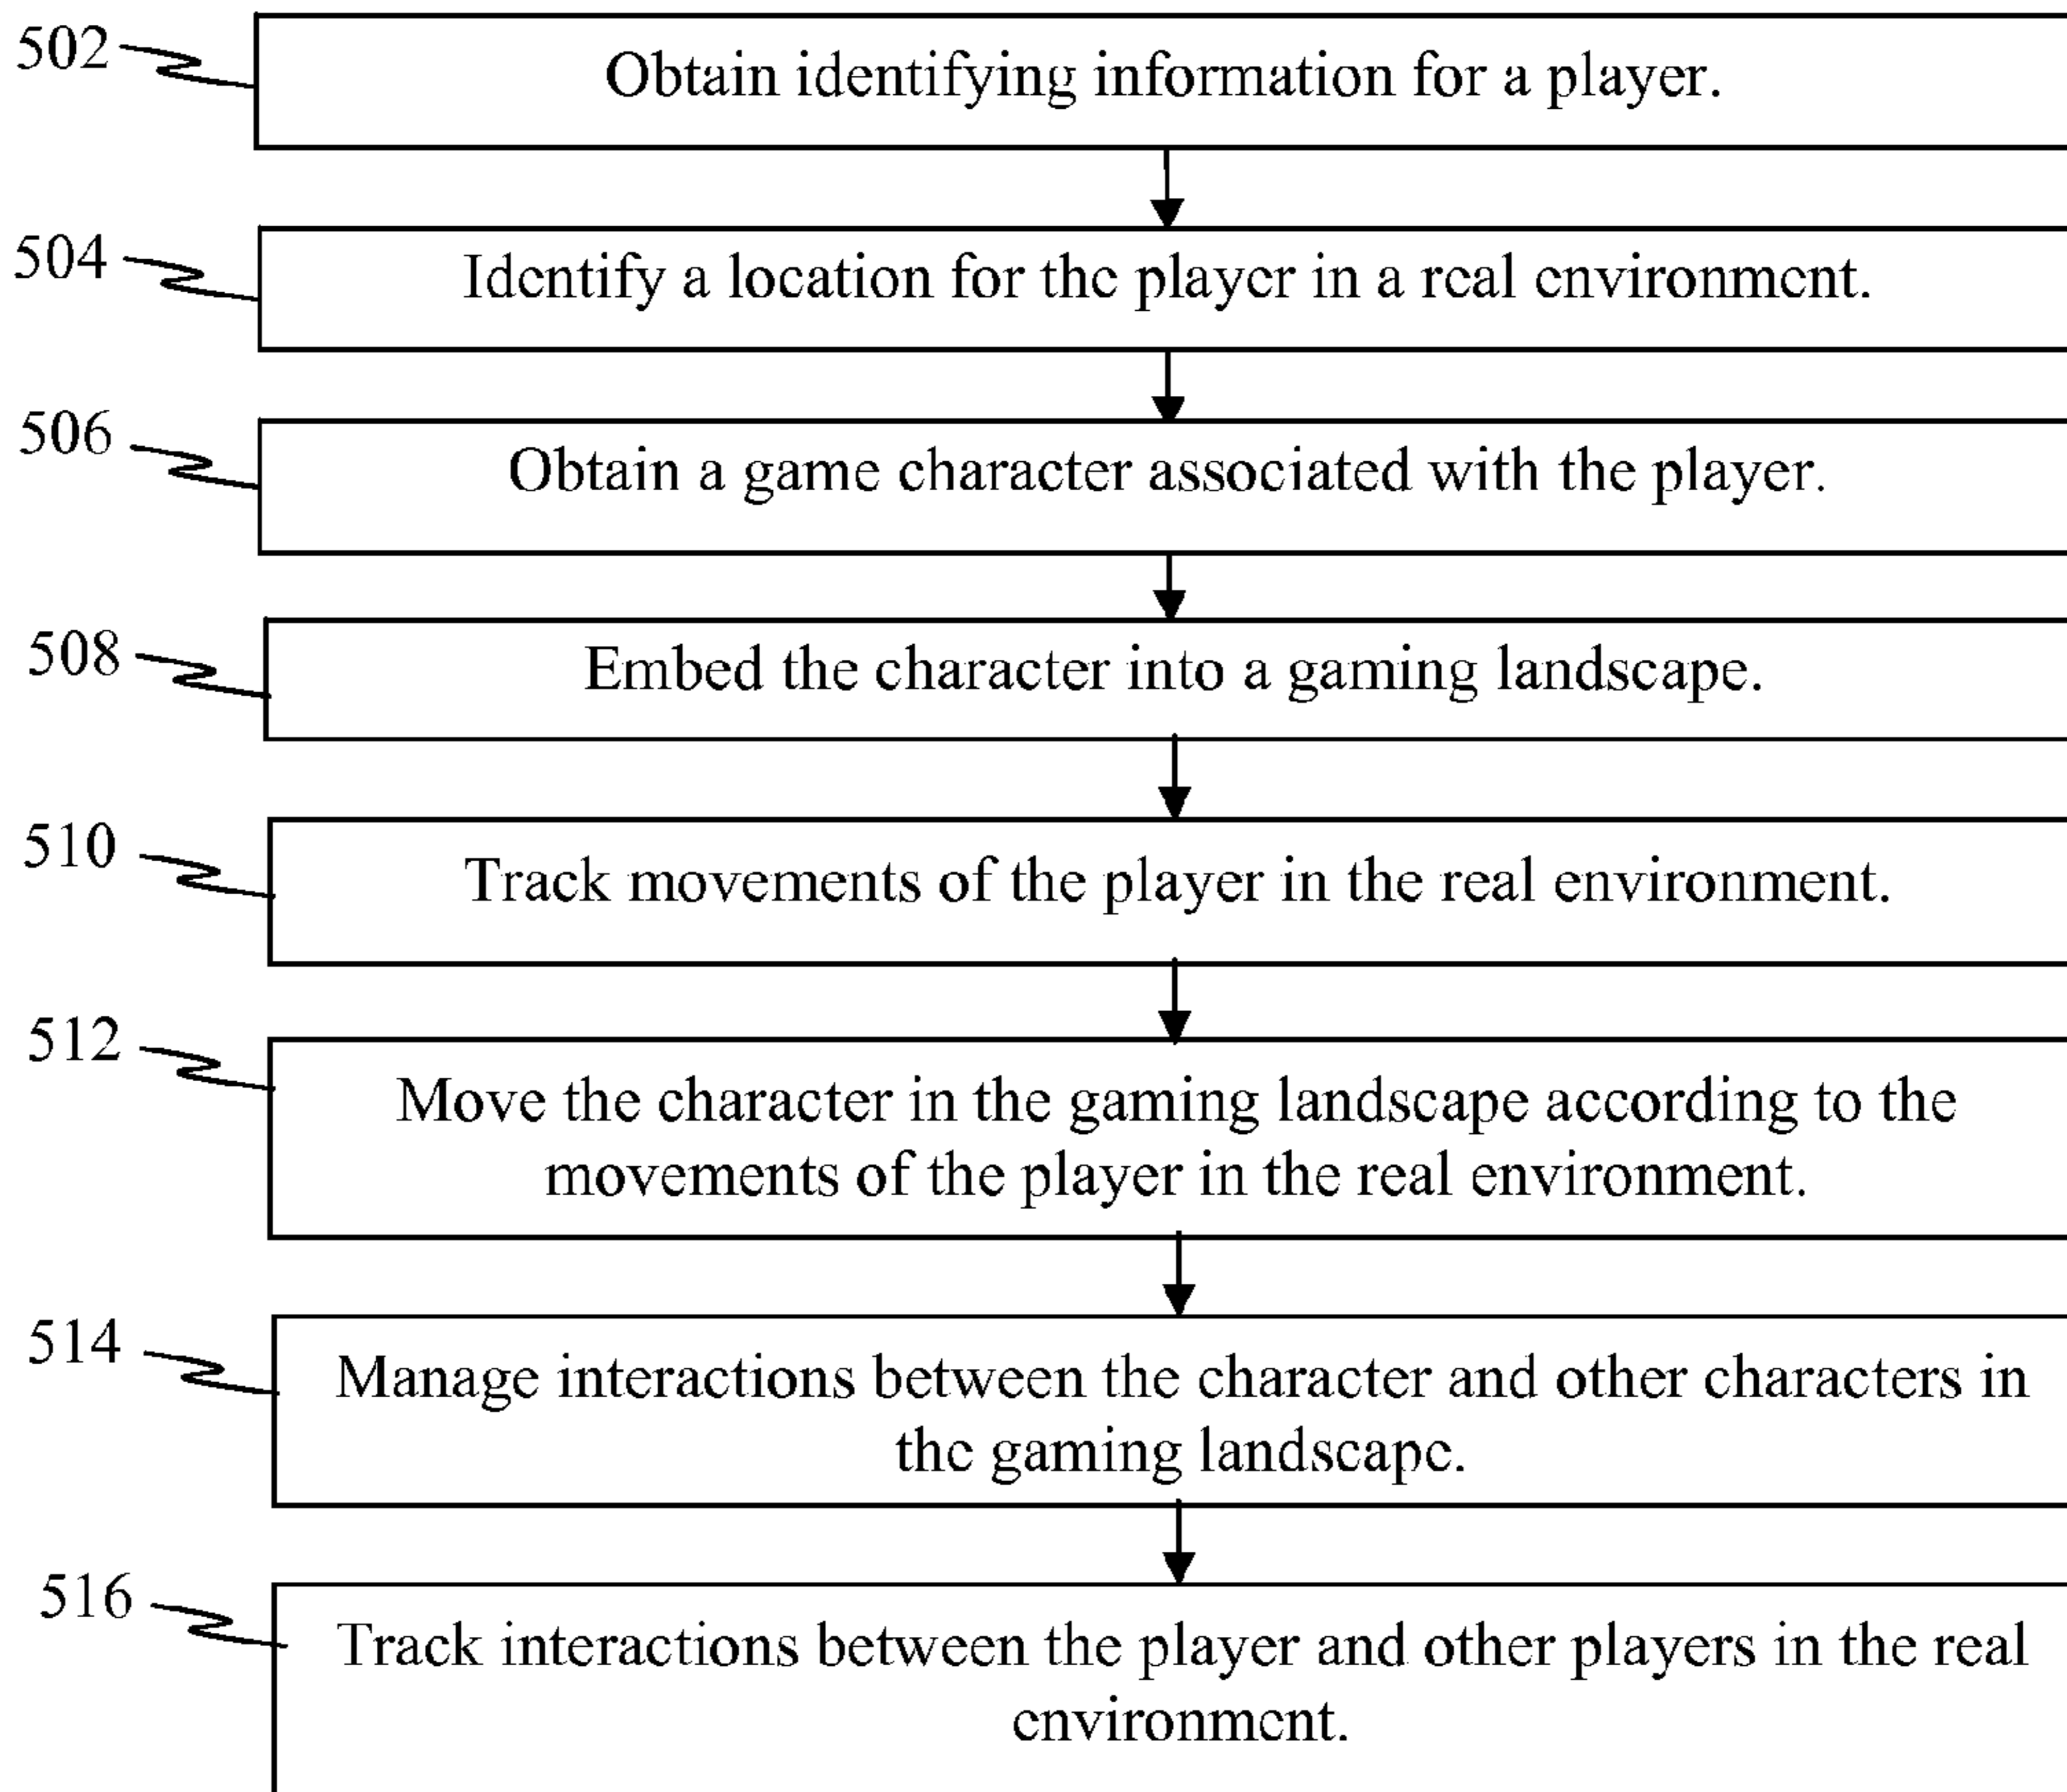 502
Obtain identifying information for a player.
504
Identify a location for the player in a real environment.
506
Obtain a game character associated with the player.
508
Embed the character into a gaming landscape.
510
Track movements of the player in the real environment.
512
Move the character in the gaming landscape according to the
movements of the player in the real environment.
514
Manage interactions between the character and other characters in
the gaming landscape.
516
Track interactions between the player and other players in the real
environment.